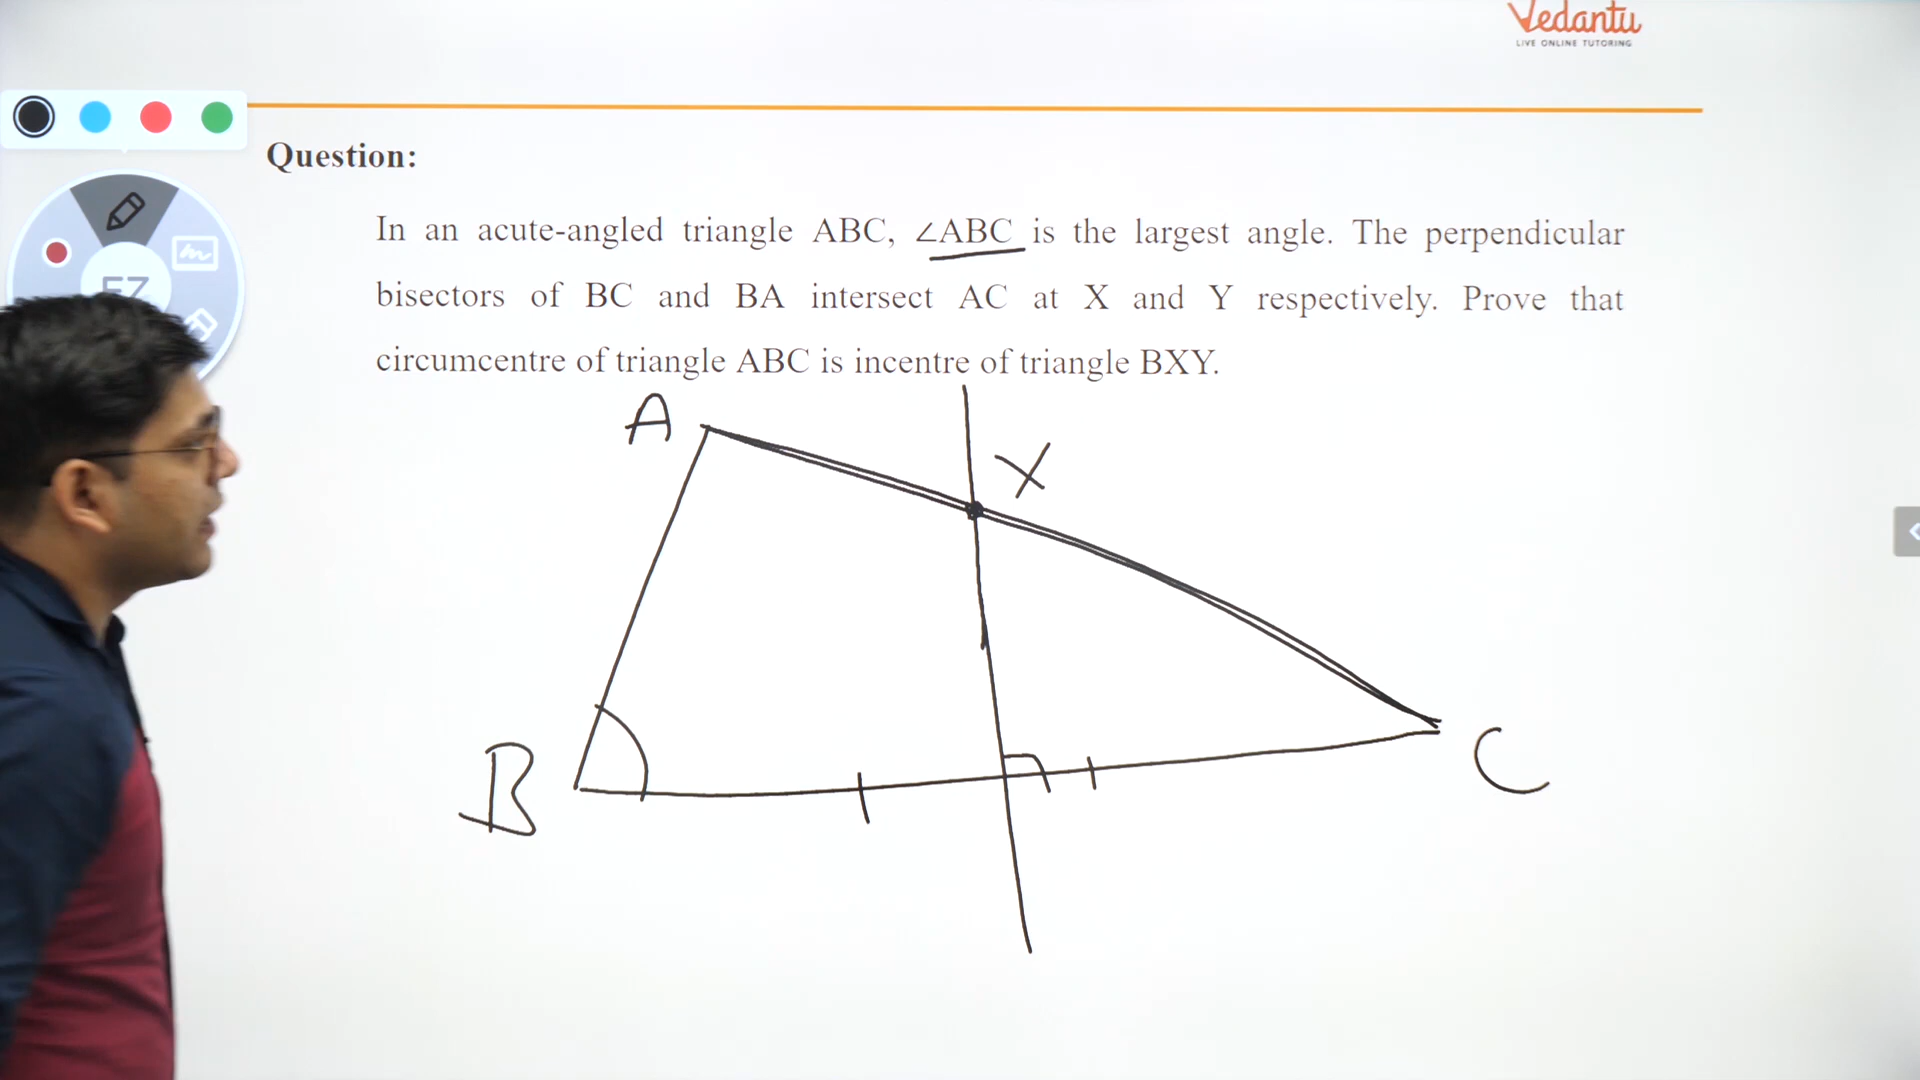 Vedantu
LIVE ONLINE TUTORING
Question:
In an acute-angled triangle ABC, ∠ABC is the largest angle. The perpendicular
bisectors of BC and BA intersect AC at X and Y respectively. Prove that
circumcentre of triangle ABC is incentre of triangle BXY.
A
X
B
C